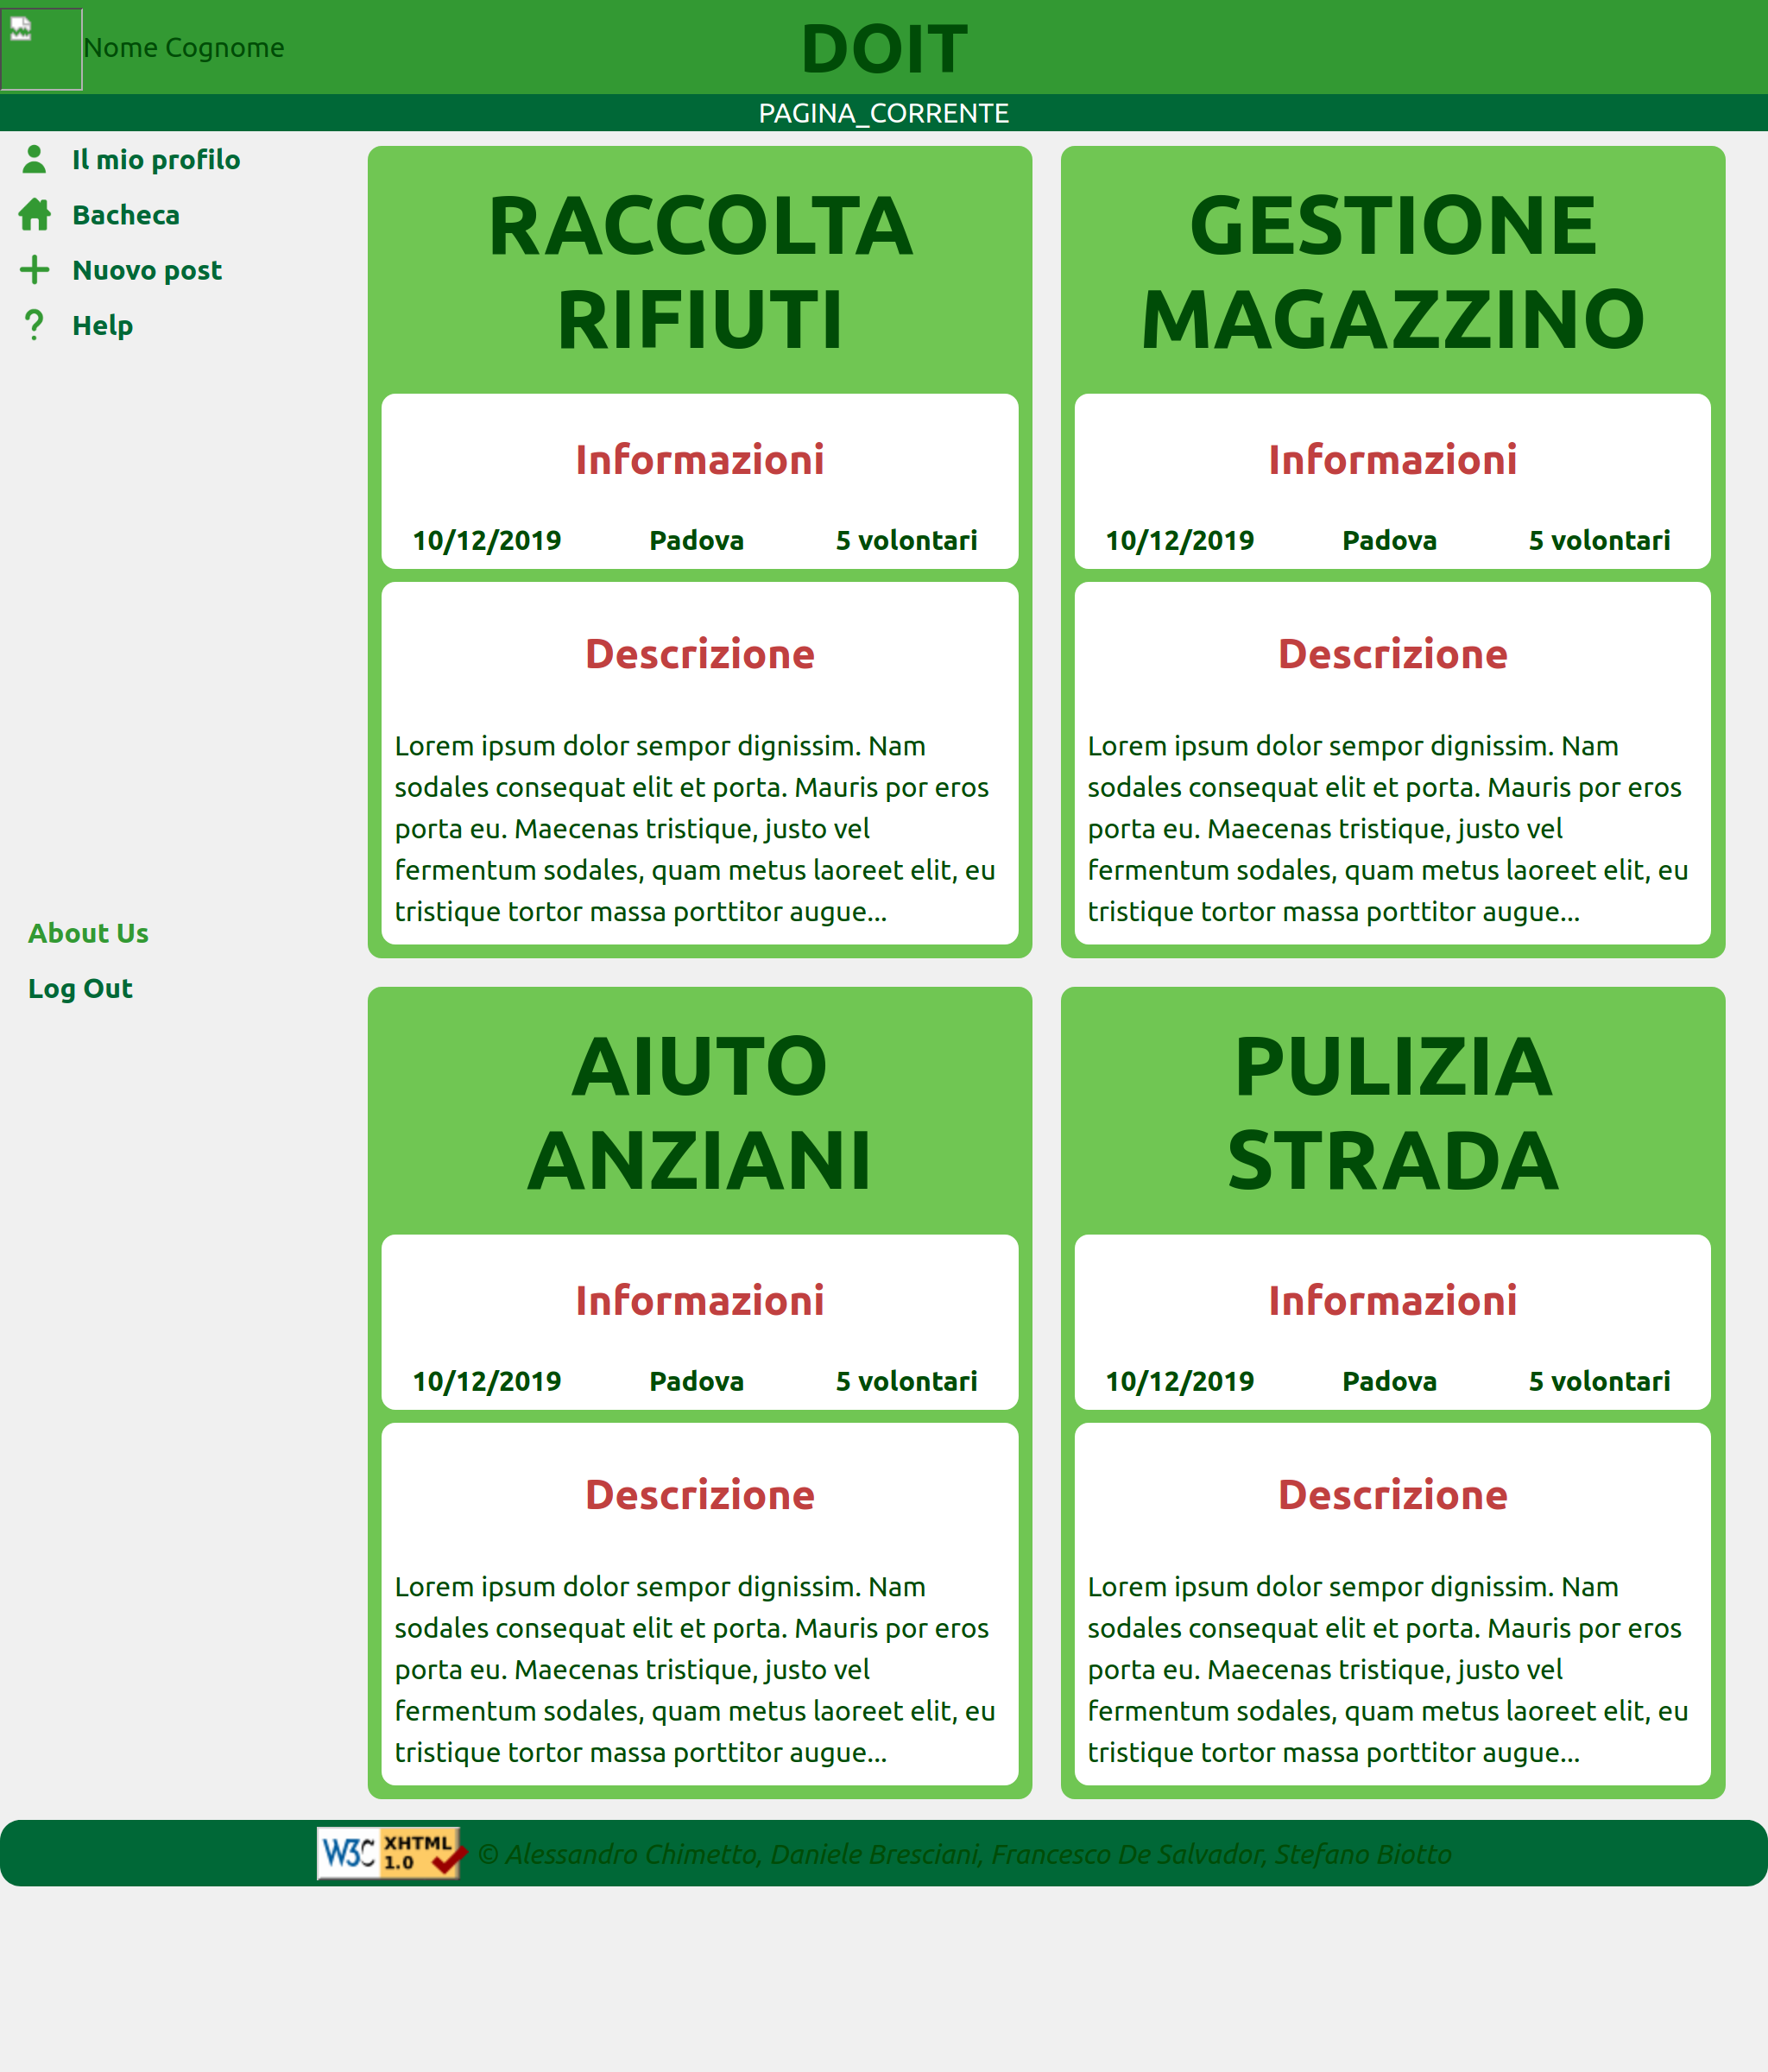 Nome Cognome
DOIT
PAGINA_CORRENTE
Il mio profilo
Bacheca
Nuovo post
Help
About Us
Log Out
RACCOLTA
RIFIUTI
Informazioni
10/12/2019 Padova 5 volontari
Descrizione
Lorem ipsum dolor sempor dignissim. Nam
sodales consequat elit et porta. Mauris por eros
porta eu. Maecenas tristique, justo vel
fermentum sodales, quam metus laoreet elit, eu
tristique tortor massa porttitor augue...
GESTIONE
MAGAZZINO
Informazioni
10/12/2019 Padova 5 volontari
Descrizione
Lorem ipsum dolor sempor dignissim. Nam
sodales consequat elit et porta. Mauris por eros
porta eu. Maecenas tristique, justo vel
fermentum sodales, quam metus laoreet elit, eu
tristique tortor massa porttitor augue...
AIUTO
ANZIANI
Informazioni
10/12/2019 Padova 5 volontari
Descrizione
Lorem ipsum dolor sempor dignissim. Nam
sodales consequat elit et porta. Mauris por eros
porta eu. Maecenas tristique, justo vel
fermentum sodales, quam metus laoreet elit, eu
tristique tortor massa porttitor augue...
PULIZIA
STRADA
Informazioni
10/12/2019 Padova 5 volontari
Descrizione
Lorem ipsum dolor sempor dignissim. Nam
sodales consequat elit et porta. Mauris por eros
porta eu. Maecenas tristique, justo vel
fermentum sodales, quam metus laoreet elit, eu
tristique tortor massa porttitor augue...
W3C XHTML
1.0
© Alessandro Chimetto, Daniele Bresciani, Francesco De Salvador, Stefano Biotto